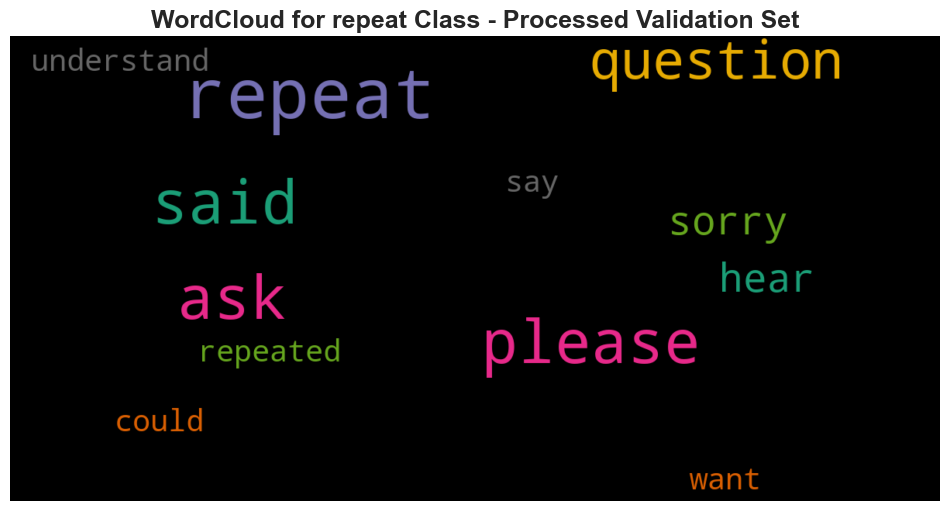 WordCloud for repeat Class - Processed Validation Set
understand
question
repeat
said
say
sorry
hear
ask
please
repeated
could
want